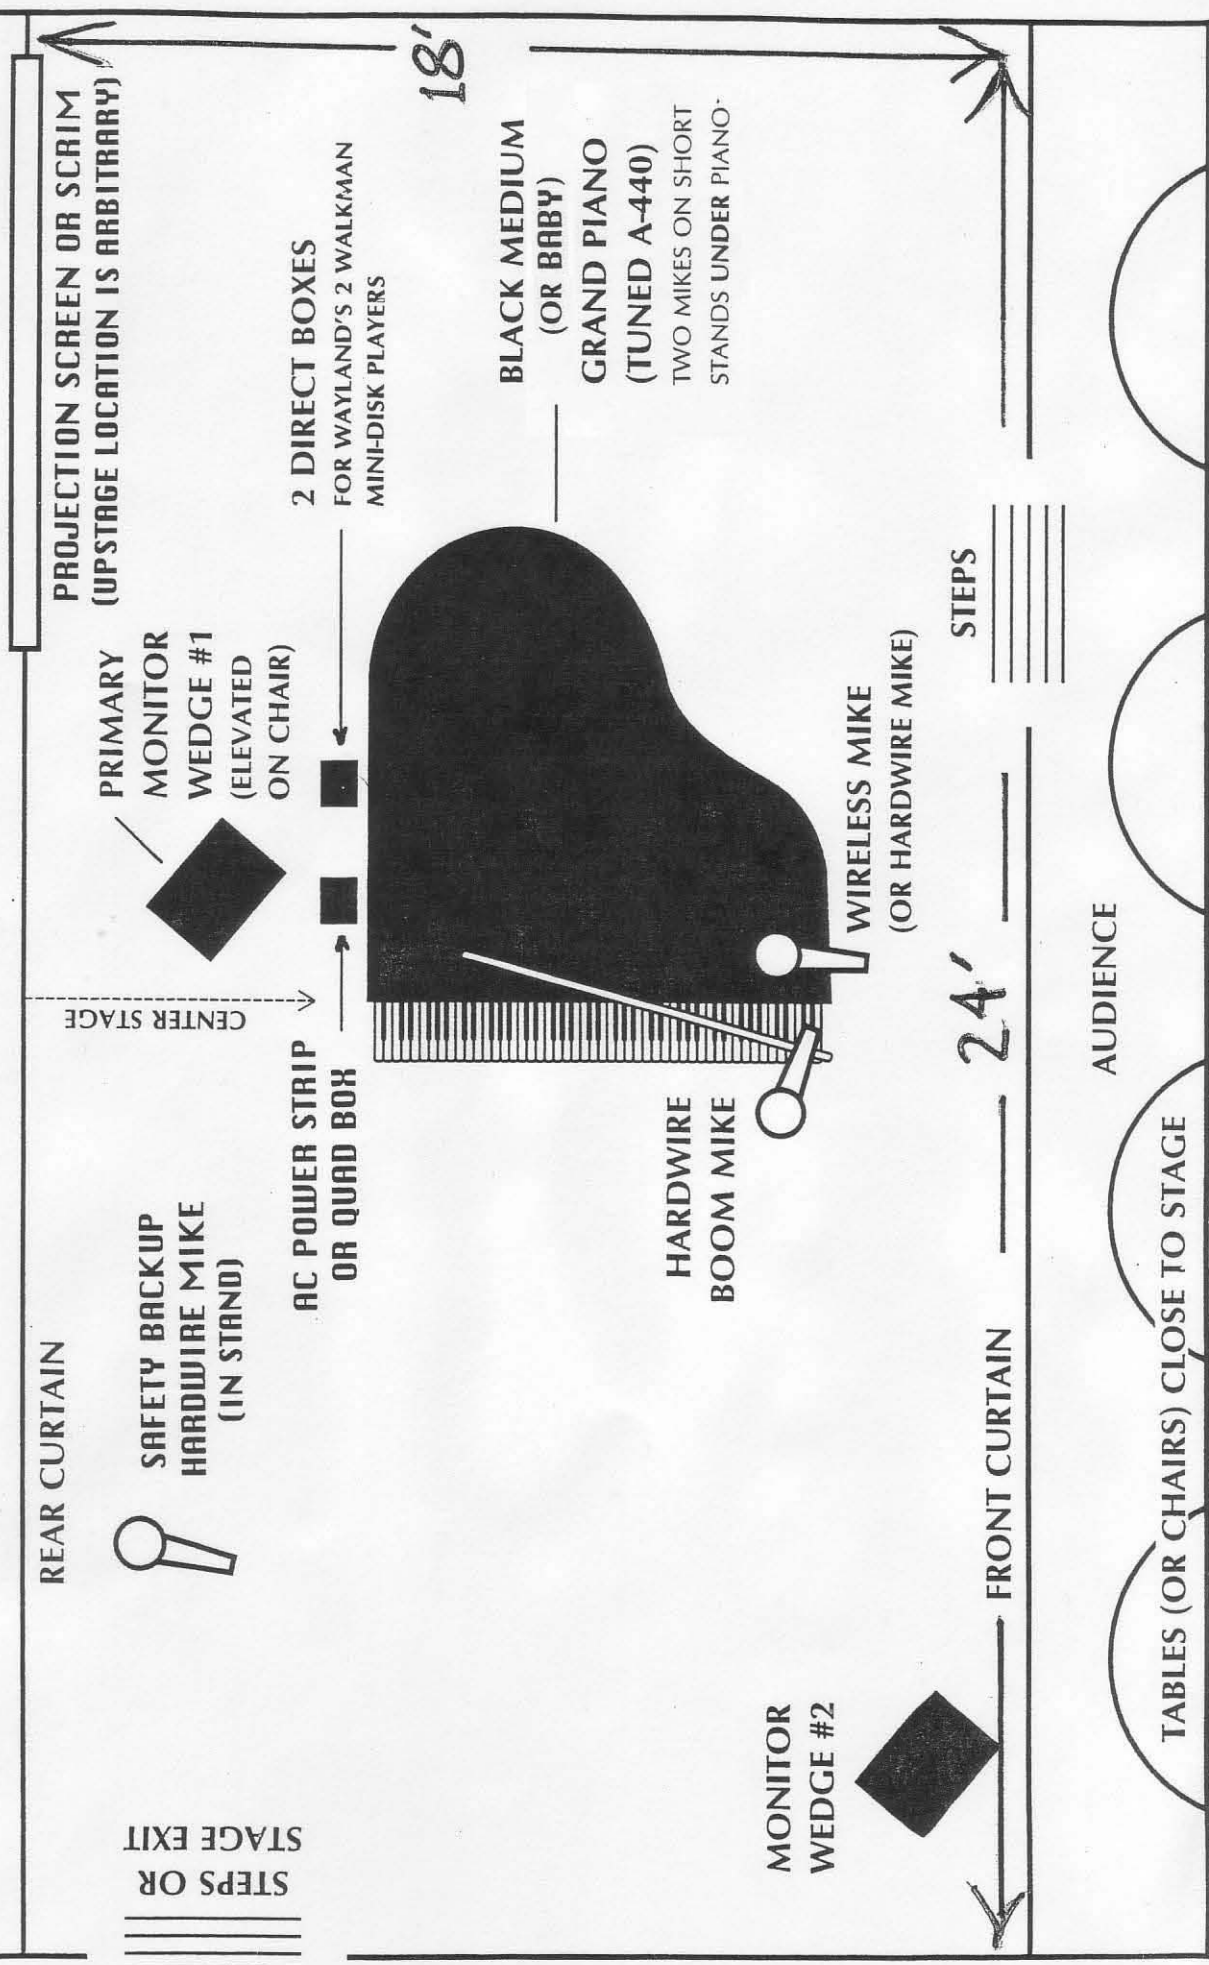 REAR CURTAIN
PROJECTION SCREEN OR SCRIM
(UPSTAGE LOCATION IS ARBITRARY)
18'
STEPS OR
STAGE EXIT
SAFETY BACKUP
HARDWIRE MIKE
(IN STAND)
CENTER STAGE
PRIMARY
MONITOR
WEDGE #1
(ELEVATED
ON CHAIR)
AC POWER STRIP
OR QUAD BOX
2 DIRECT BOXES
FOR WAYLAND'S 2 WALKMAN
MINI-DISK PLAYERS
BLACK MEDIUM
(OR BABY)
GRAND PIANO
(TUNED A-440)
TWO MIKES ON SHORT
STANDS UNDER PIANO-
HARDWIRE
BOOM MIKE
WIRELESS MIKE
(OR HARDWIRE MIKE)
MONITOR
WEDGE #2
STEPS
FRONT CURTAIN
24'
AUDIENCE
TABLES (OR CHAIRS) CLOSE TO STAGE